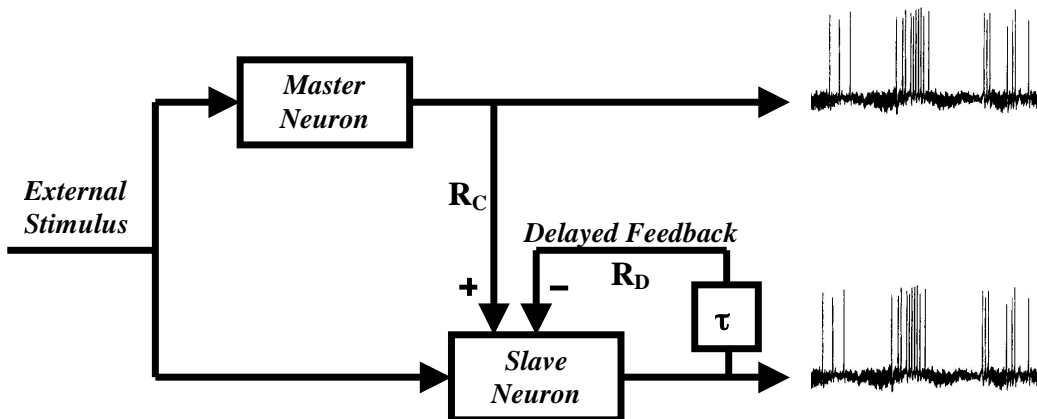 Master
Neuron
External
Stimulus
R_C
Delayed Feedback
R_D
+
−
τ
Slave
Neuron